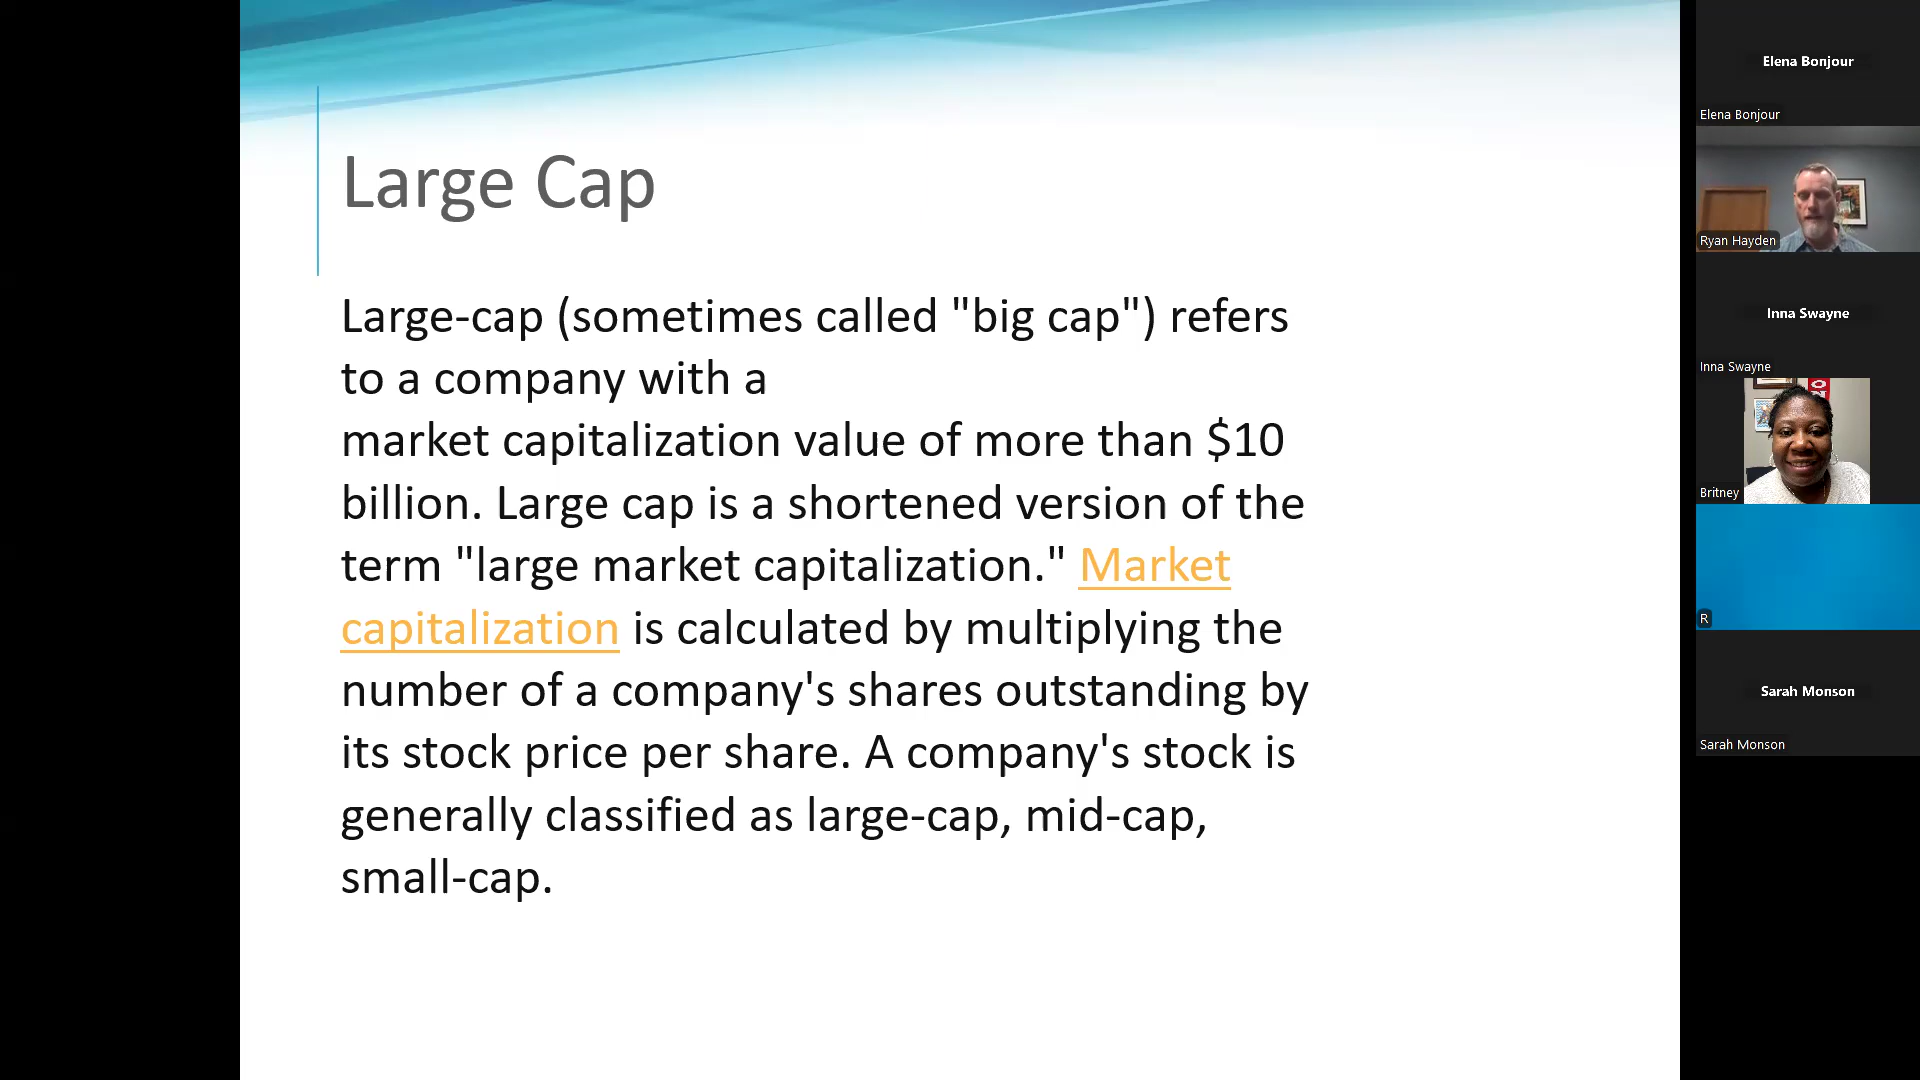 Large Cap
Large-cap (sometimes called "big cap") refers
to a company with a
market capitalization value of more than $10
billion. Large cap is a shortened version of the
term "large market capitalization." Market
capitalization is calculated by multiplying the
number of a company's shares outstanding by
its stock price per share. A company's stock is
generally classified as large-cap, mid-cap,
small-cap.
Elena Bonjour
Elena Bonjour
Ryan Hayden
Inna Swayne
Inna Swayne
Britney
R
Sarah Monson
Sarah Monson